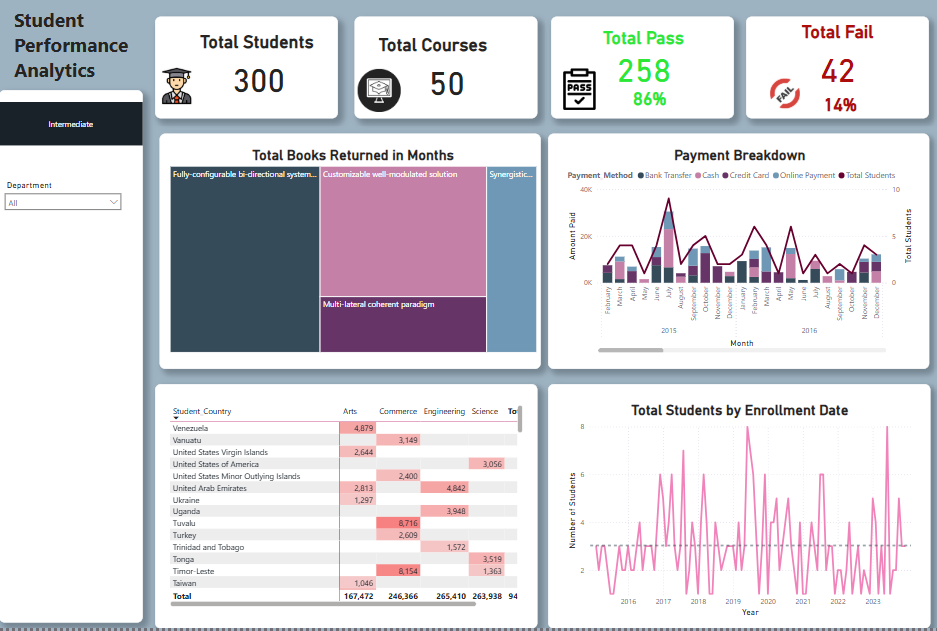 Student
Performance
Analytics
Intermediate
Department
All
Total Students
300
Total Courses
50
Total Pass
258
86%
PASS
Total Fail
42
14%
FAIL
Total Books Returned in Months
Fully-configurable bi-directional system...
Customizable well-modulated solution
Synergistic...
Multi-lateral coherent paradigm
Payment Breakdown
Payment Method Bank Transfer Cash Credit Card Online Payment Total Students
Amount Paid
40K
20K
0K
Total Students
10
5
0
February March April May June July August September October November December January February March April May June July August September October November December
2015 2016
Month
Student_Country Arts Commerce Engineering Science
Venezuela 4,879
Vanuatu 3,149
United States Virgin Islands 2,644
United States of America 3,056
United States Minor Outlying Islands 2,400
United Arab Emirates 2,813 4,842
Ukraine 1,297
Uganda 3,948
Tuvalu 8,716
Turkey 2,609
Trinidad and Tobago 1,572
Tonga 3,519
Timor-Leste 8,154 1,363
Taiwan 1,046
Total 167,472 246,366 265,410 263,938 94
Total Students by Enrollment Date
Number of Students
8
6
4
2
2016 2017 2018 2019 2020 2021 2022 2023
Year